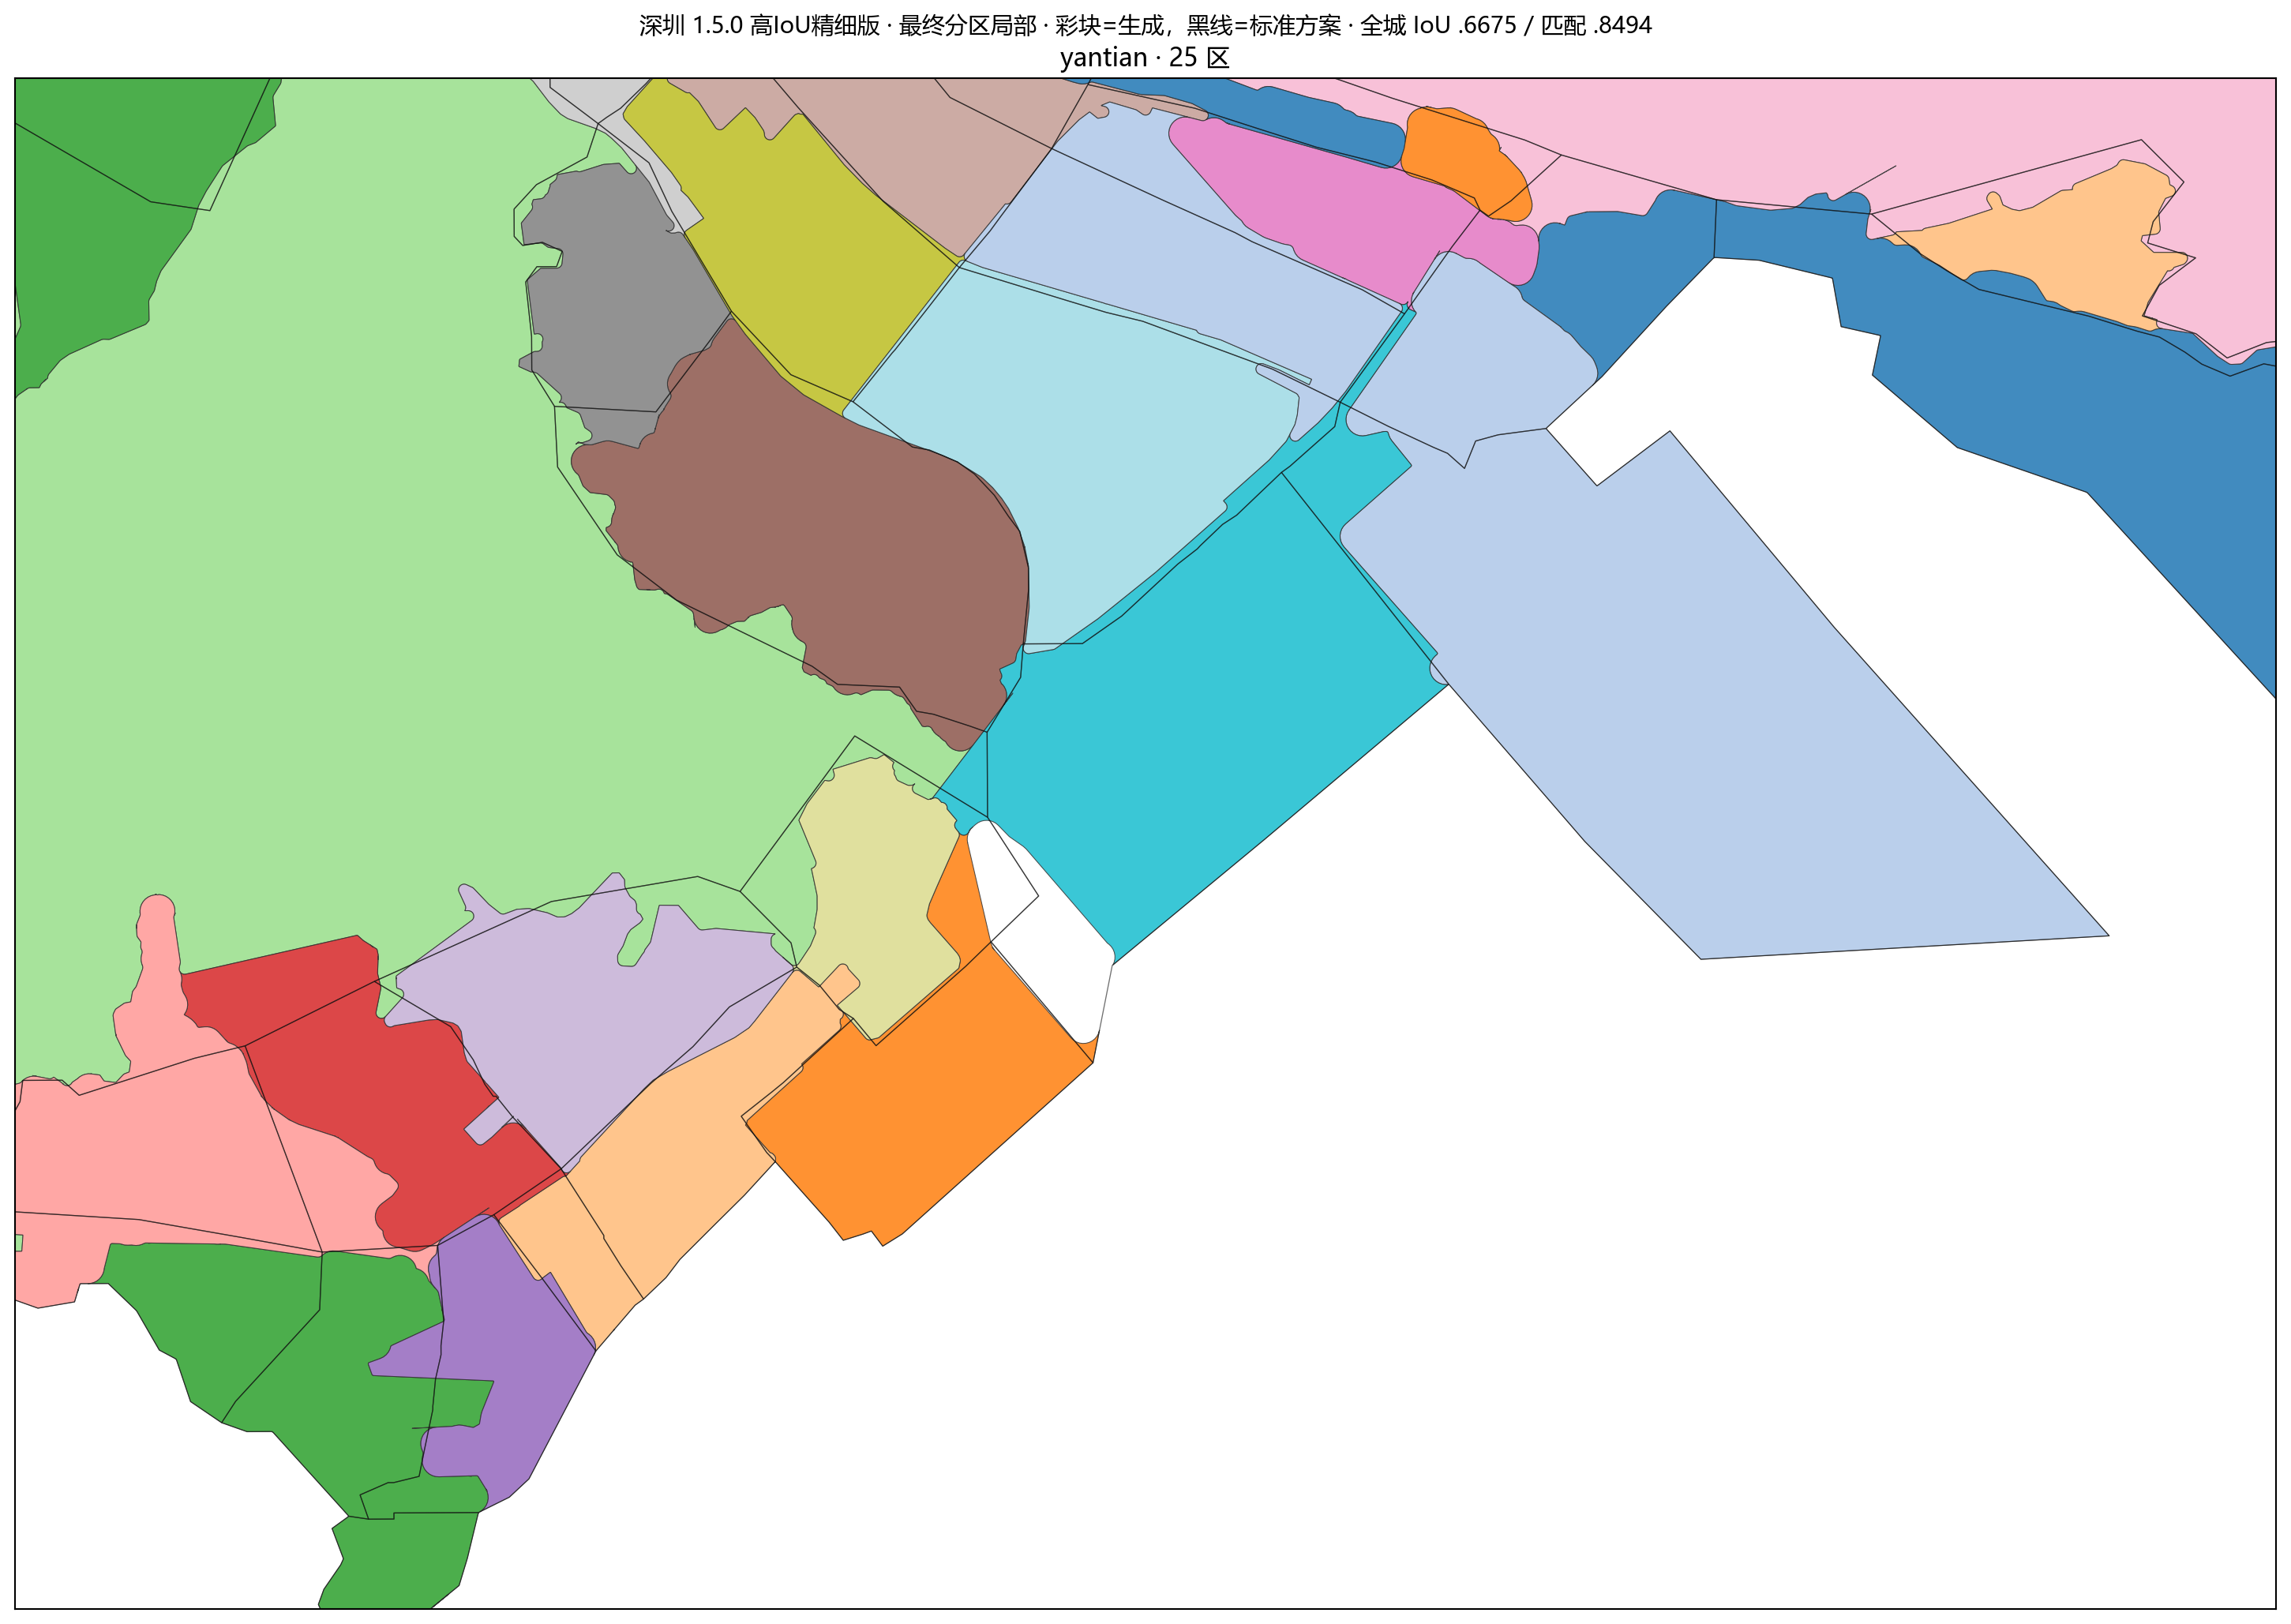 深圳 1.5.0 高IoU精细版 · 最终分区局部 · 彩块=生成，黑线=标准方案 · 全城 IoU .6675 / 匹配 .8494
yantian · 25 区